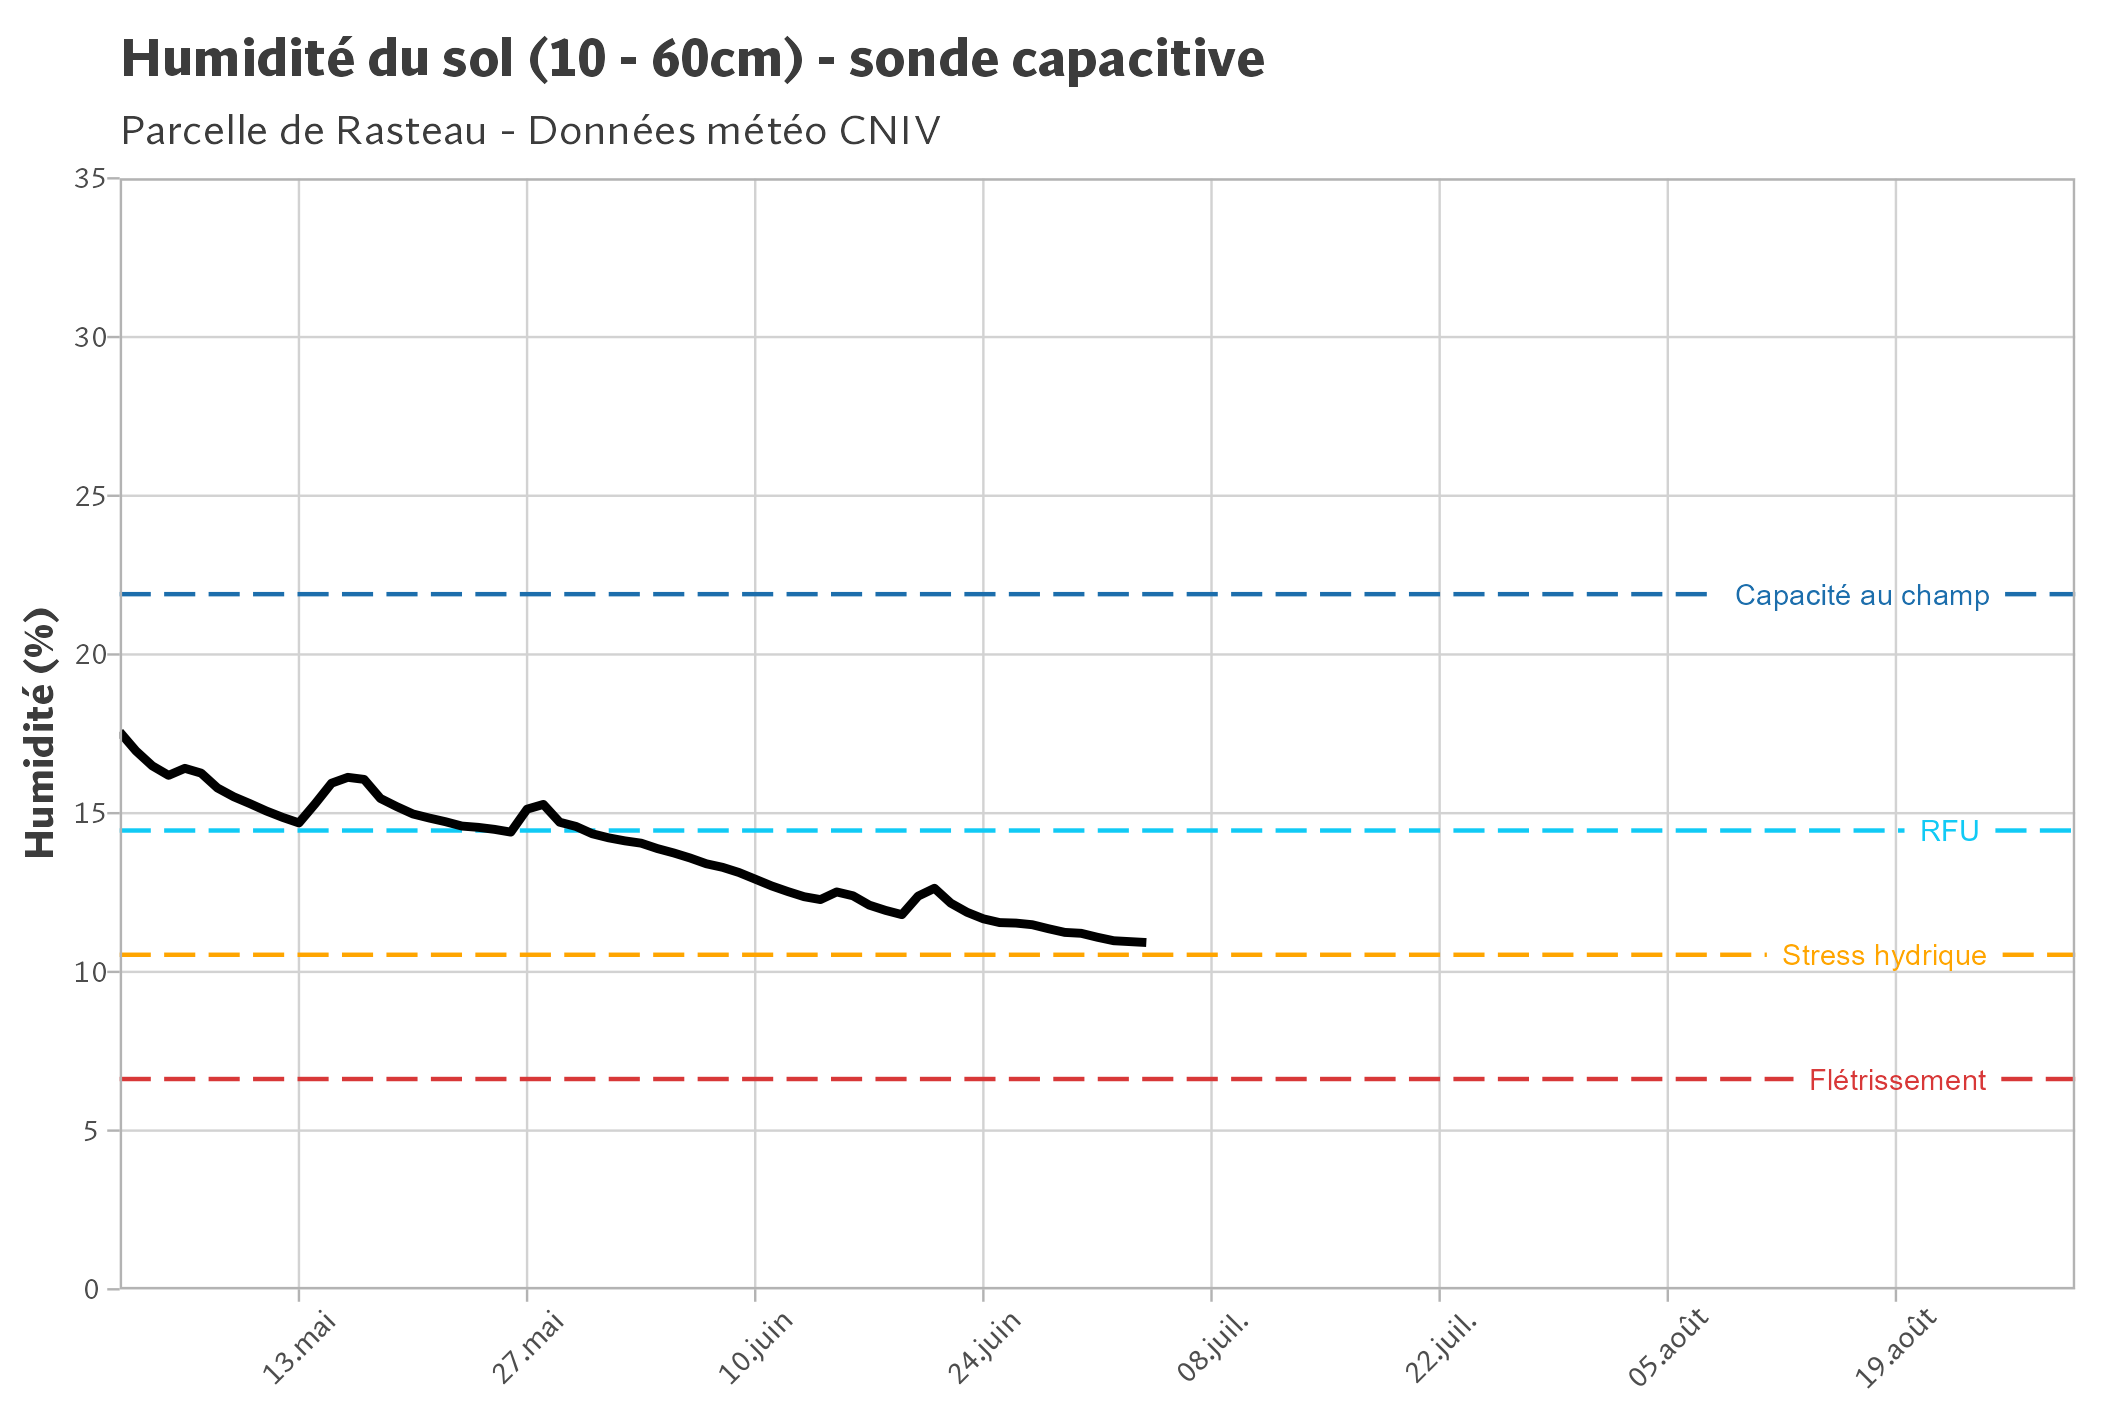 Humidité du sol (10 - 60cm) - sonde capacitive
Parcelle de Rasteau - Données météo CNIV
Humidité (%)
35
30
25
20
15
10
5
0
Capacité au champ
RFU
Stress hydrique
Flétrissement
13.mai
27.mai
10.juin
24.juin
08.juil.
22.juil.
05.août
19.août